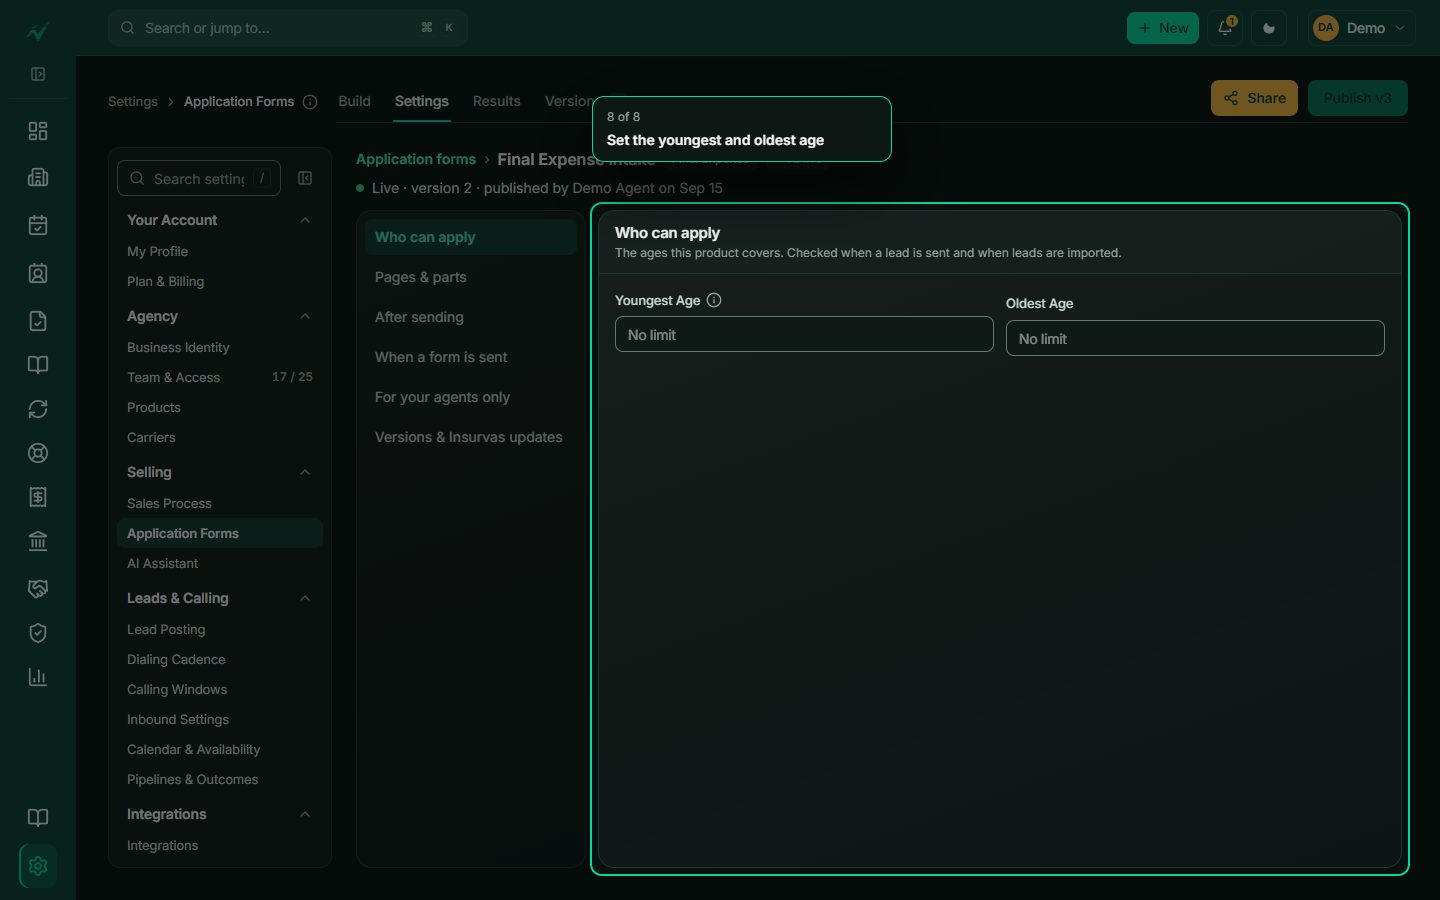 Search or jump to...
⌘ K
New
1
DA
Demo
Settings
Application Forms
Build
Settings
Results
Version
Share
Publish v3
8 of 8
Set the youngest and oldest age
Search settin
/
Application forms
Final Expense Intake
Live · version 2 · published by Demo Agent on Sep 15
Your Account
My Profile
Plan & Billing
Agency
Business Identity
Team & Access
17 / 25
Products
Carriers
Selling
Sales Process
Application Forms
AI Assistant
Leads & Calling
Lead Posting
Dialing Cadence
Calling Windows
Inbound Settings
Calendar & Availability
Pipelines & Outcomes
Integrations
Integrations
Who can apply
Pages & parts
After sending
When a form is sent
For your agents only
Versions & Insurvas updates
Who can apply
The ages this product covers. Checked when a lead is sent and when leads are imported.
Youngest Age
No limit
Oldest Age
No limit